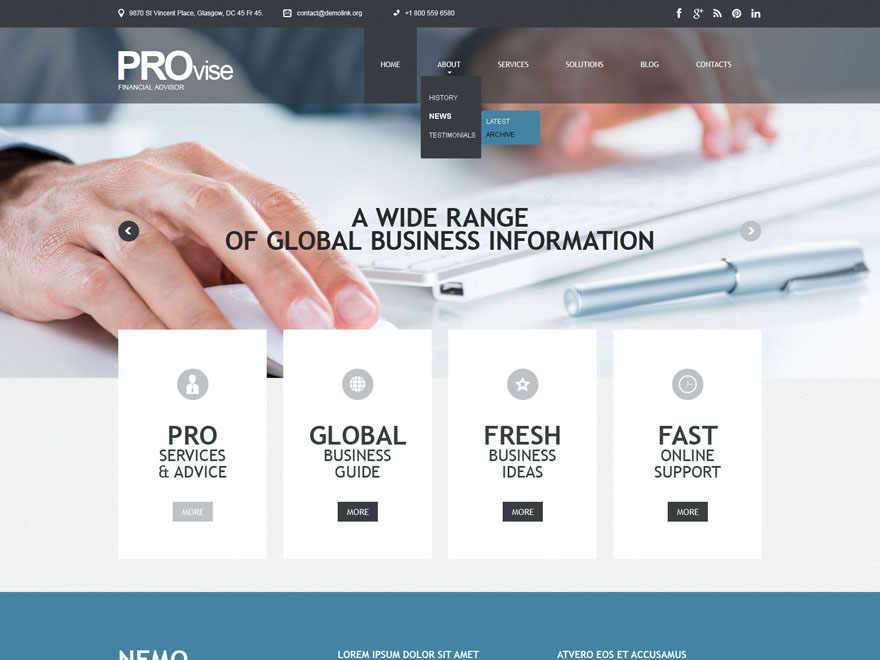 9870 St Vincent Place, Glasgow, DC 45 Fr 45.
contact@demolink.org
+1 800 559 6580
PROvise
FINANCIAL ADVISOR
HOME
ABOUT
SERVICES
SOLUTIONS
BLOG
CONTACTS
HISTORY
NEWS
TESTIMONIALS
LATEST
ARCHIVE
A WIDE RANGE
OF GLOBAL BUSINESS INFORMATION
PRO
SERVICES
& ADVICE
MORE
GLOBAL
BUSINESS
GUIDE
MORE
FRESH
BUSINESS
IDEAS
MORE
FAST
ONLINE
SUPPORT
MORE
NEMO
LOREM IPSUM DOLOR SIT AMET
ATVERO EOS ET ACCUSAMUS